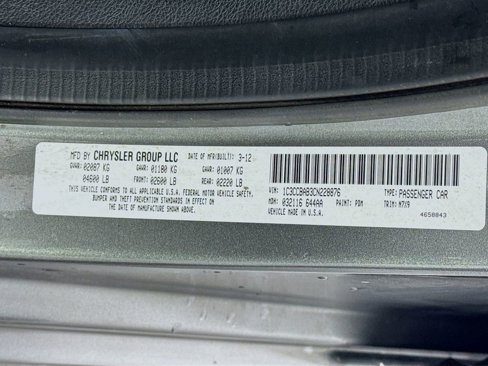 MFD BY CHRYSLER GROUP LLC DATE OF MFR(BUILT): 3-12
GVWR: 02087 KG GAWR: 01180 KG GAWR: 01007 KG
04600 LB FRONT: 02600 LB REAR: 02220 LB
THIS VEHICLE CONFORMS TO ALL APPLICABLE U.S.A. FEDERAL MOTOR VEHICLE SAFETY,
BUMPER AND THEFT PREVENTION STANDARDS IN EFFECT ON
THE DATE OF MANUFACTURE SHOWN ABOVE.
VIN: 1C3CCBAB3CN228876 TYPE: PASSENGER CAR
MADE IN U.S.A.
MDH: 032116 644AA PAINT: PDM TRIM: M7X9
4658843